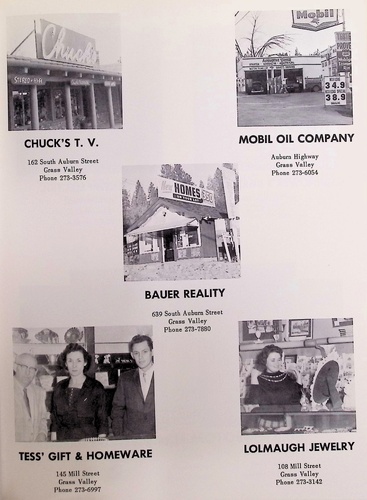 Chuck's
STEREO
Mobil
34.9
38.9
CHUCK'S T. V.
162 South Auburn Street
Grass Valley
Phone 273-3576
MOBIL OIL COMPANY
Auburn Highway
Grass Valley
Phone 273-6054
HOMES
BAUER REALITY
639 South Auburn Street
Grass Valley
Phone 273-7880
TESS' GIFT & HOMEWARE
145 Mill Street
Grass Valley
Phone 273-6997
LOLMAUGH JEWELRY
108 Mill Street
Grass Valley
Phone 273-3142